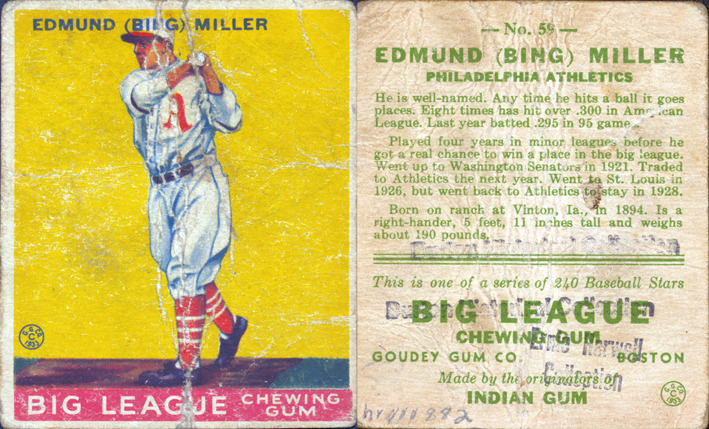 EDMUND (BING) MILLER
A
G.G.CO.
C
1933
BIG LEAGUE CHEWING GUM
— No. 59 —
EDMUND (BING) MILLER
PHILADELPHIA ATHLETICS
He is well-named. Any time he hits a ball it goes
places. Eight times has hit over .300 in American
League. Last year batted .295 in 95 games.
Played four years in minor leagues before he
got a real chance to win a place in the big league.
Went up to Washington Senators in 1921. Traded
to Athletics the next year. Went to St. Louis in
1926, but went back to Athletics to stay in 1928.
Born on ranch at Vinton, Ia., in 1894. Is a
right-hander, 5 feet, 11 inches tall and weighs
about 190 pounds.
Collection
This is one of a series of 240 Baseball Stars
Collection
BIG LEAGUE
CHEWING GUM
Ernie Harwell
GOUDEY GUM CO. BOSTON
Collection
Made by the originators of
INDIAN GUM
C